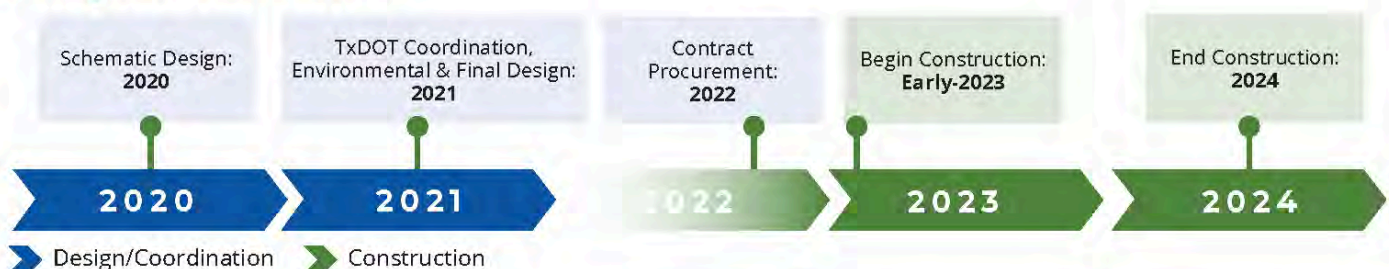 Schematic Design:
2020
TxDOT Coordination,
Environmental & Final Design:
2021
Contract
Procurement:
2022
Begin Construction:
Early-2023
End Construction:
2024
2020
2021
2022
2023
2024
Design/Coordination
Construction